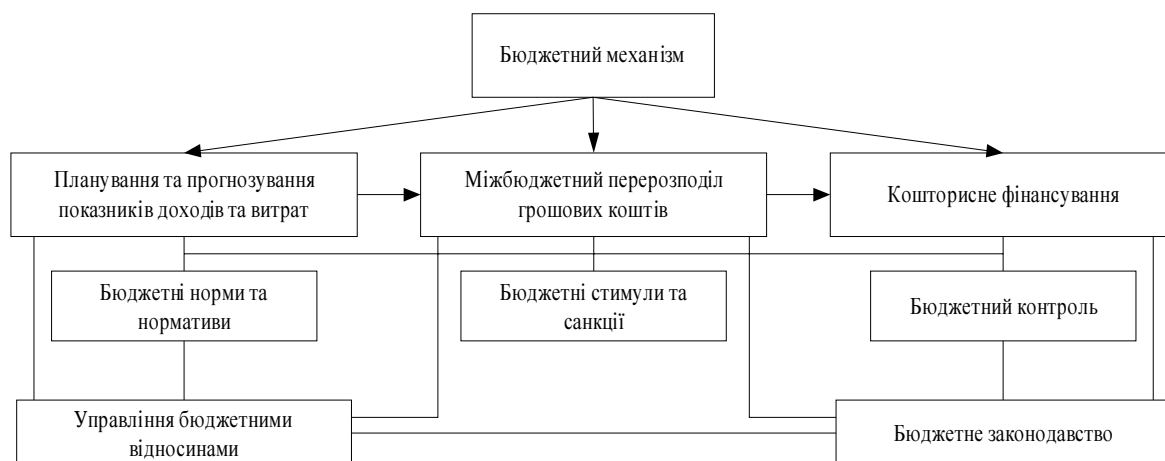 Бюджетний механізм
Планування та прогнозування
показників доходів та витрат
Міжбюджетний перерозподіл
грошових коштів
Кошторисне фінансування
Бюджетні норми та
нормативи
Бюджетні стимули та
санкції
Бюджетний контроль
Управління бюджетними
відносинами
Бюджетне законодавство